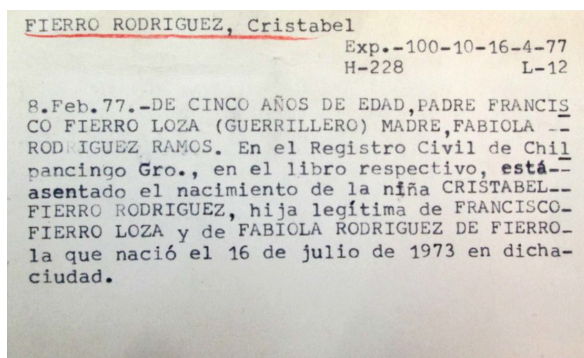 FIERRO RODRIGUEZ, Cristabel
Exp.-100-10-16-4-77
H-228 L-12
8.Feb.77.-DE CINCO AÑOS DE EDAD,PADRE FRANCIS
CO FIERRO LOZA (GUERRILLERO) MADRE,FABIOLA --
RODRIGUEZ RAMOS. En el Registro Civil de Chil
pancingo Gro., en el libro respectivo, está--
asentado el nacimiento de la niña CRISTABEL--
FIERRO RODRIGUEZ, hija legítima de FRANCISCO-
FIERRO LOZA y de FABIOLA RODRIGUEZ DE FIERRO-
la que nació el 16 de julio de 1973 en dicha-
ciudad.